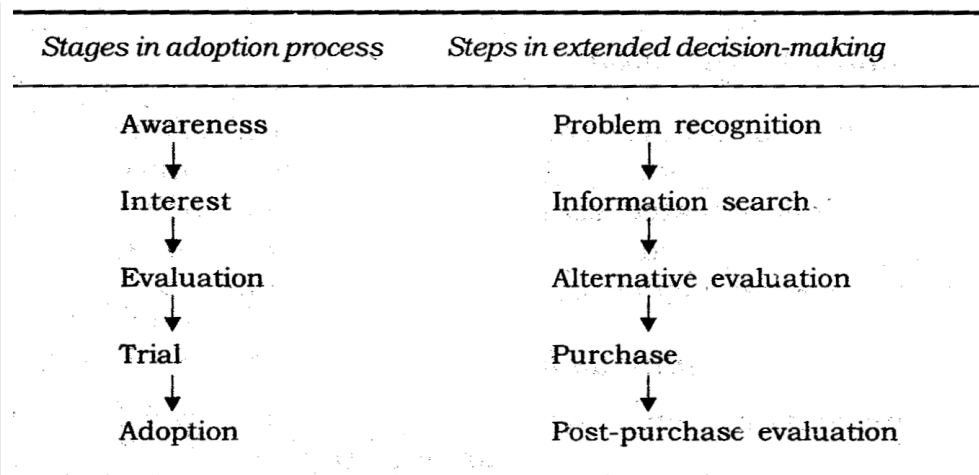 Stages in adoption process Steps in extended decision-making
Awareness Problem recognition
Interest Information search
Evaluation Alternative evaluation
Trial Purchase
Adoption Post-purchase evaluation